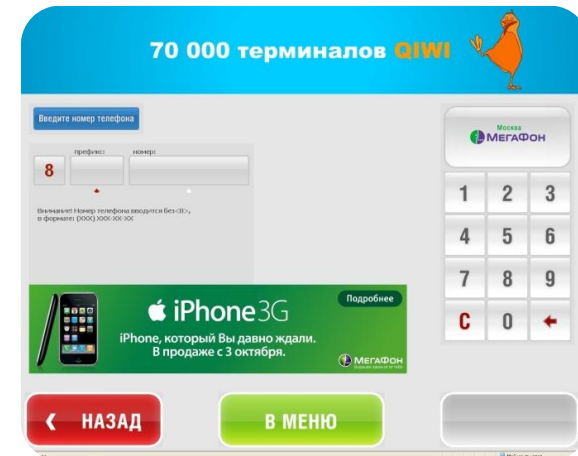 70 000 терминалов QIWI
Введите номер телефона
префикс: номер:
8
Внимание! Номер телефона вводится без <8>,
в формате: (XXX) XXX-XX-XX
Москва
МЕГАФОН
1 2 3
4 5 6
7 8 9
C 0
Подробнее
iPhone 3G
iPhone, который Вы давно ждали.
В продаже с 3 октября.
МЕГАФОН
НАЗАД
В МЕНЮ